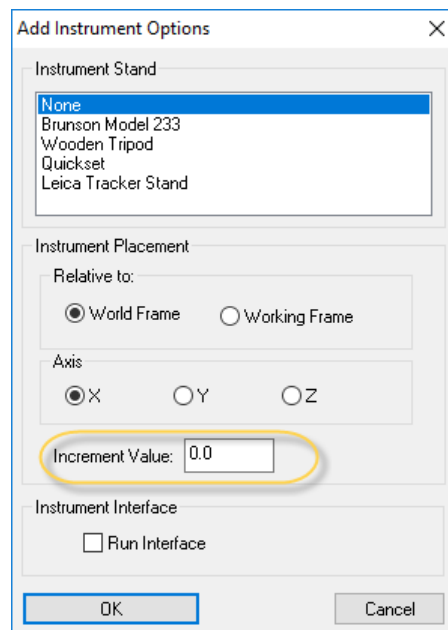 Add Instrument Options
Instrument Stand
None
Brunson Model 233
Wooden Tripod
Quickset
Leica Tracker Stand
Instrument Placement
Relative to:
World Frame Working Frame
Axis
X Y Z
Increment Value: 0.0
Instrument Interface
Run Interface
OK Cancel